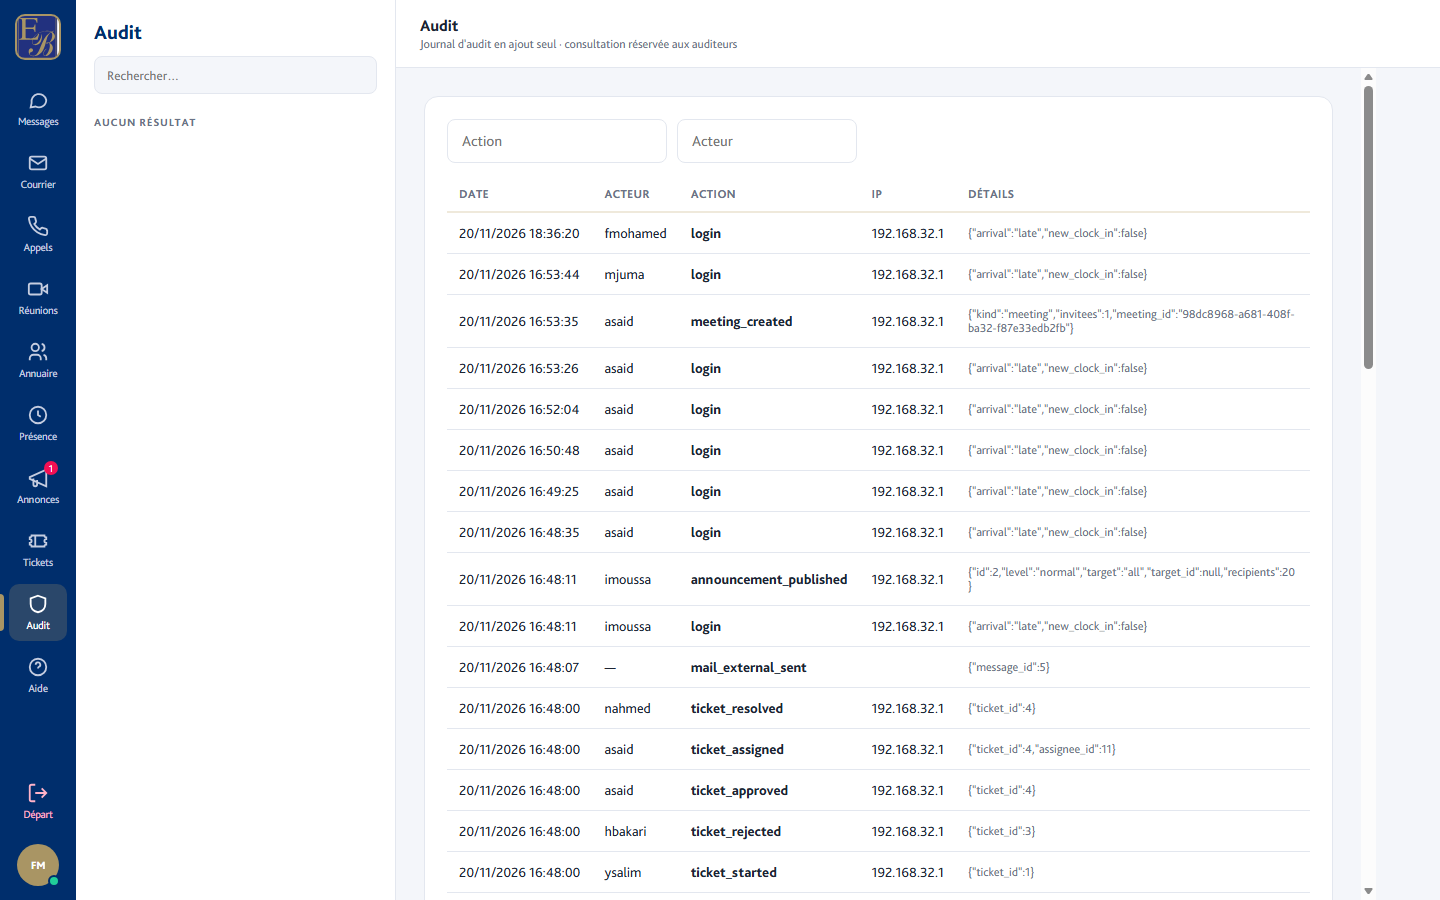 EB
Messages
Courrier
Appels
Réunions
Annuaire
Présence
1
Annonces
Tickets
Audit
Aide
Départ
FM
Audit
Rechercher...
AUCUN RÉSULTAT
Audit
Journal d'audit en ajout seul · consultation réservée aux auditeurs
Action
Acteur
DATE ACTEUR ACTION IP DÉTAILS
20/11/2026 18:36:20 fmohamed login 192.168.32.1 {"arrival":"late","new_clock_in":false}
20/11/2026 16:53:44 mjuma login 192.168.32.1 {"arrival":"late","new_clock_in":false}
20/11/2026 16:53:35 asaid meeting_created 192.168.32.1 {"kind":"meeting","invitees":1,"meeting_id":"98dc8968-a681-408f-
ba32-f87e33edb2fb"}
20/11/2026 16:53:26 asaid login 192.168.32.1 {"arrival":"late","new_clock_in":false}
20/11/2026 16:52:04 asaid login 192.168.32.1 {"arrival":"late","new_clock_in":false}
20/11/2026 16:50:48 asaid login 192.168.32.1 {"arrival":"late","new_clock_in":false}
20/11/2026 16:49:25 asaid login 192.168.32.1 {"arrival":"late","new_clock_in":false}
20/11/2026 16:48:35 asaid login 192.168.32.1 {"arrival":"late","new_clock_in":false}
20/11/2026 16:48:11 imoussa announcement_published 192.168.32.1 {"id":2,"level":"normal","target":"all","target_id":null,"recipients":20
}
20/11/2026 16:48:11 imoussa login 192.168.32.1 {"arrival":"late","new_clock_in":false}
20/11/2026 16:48:07 — mail_external_sent {"message_id":5}
20/11/2026 16:48:00 nahmed ticket_resolved 192.168.32.1 {"ticket_id":4}
20/11/2026 16:48:00 asaid ticket_assigned 192.168.32.1 {"ticket_id":4,"assignee_id":11}
20/11/2026 16:48:00 asaid ticket_approved 192.168.32.1 {"ticket_id":4}
20/11/2026 16:48:00 hbakari ticket_rejected 192.168.32.1 {"ticket_id":3}
20/11/2026 16:48:00 ysalim ticket_started 192.168.32.1 {"ticket_id":1}